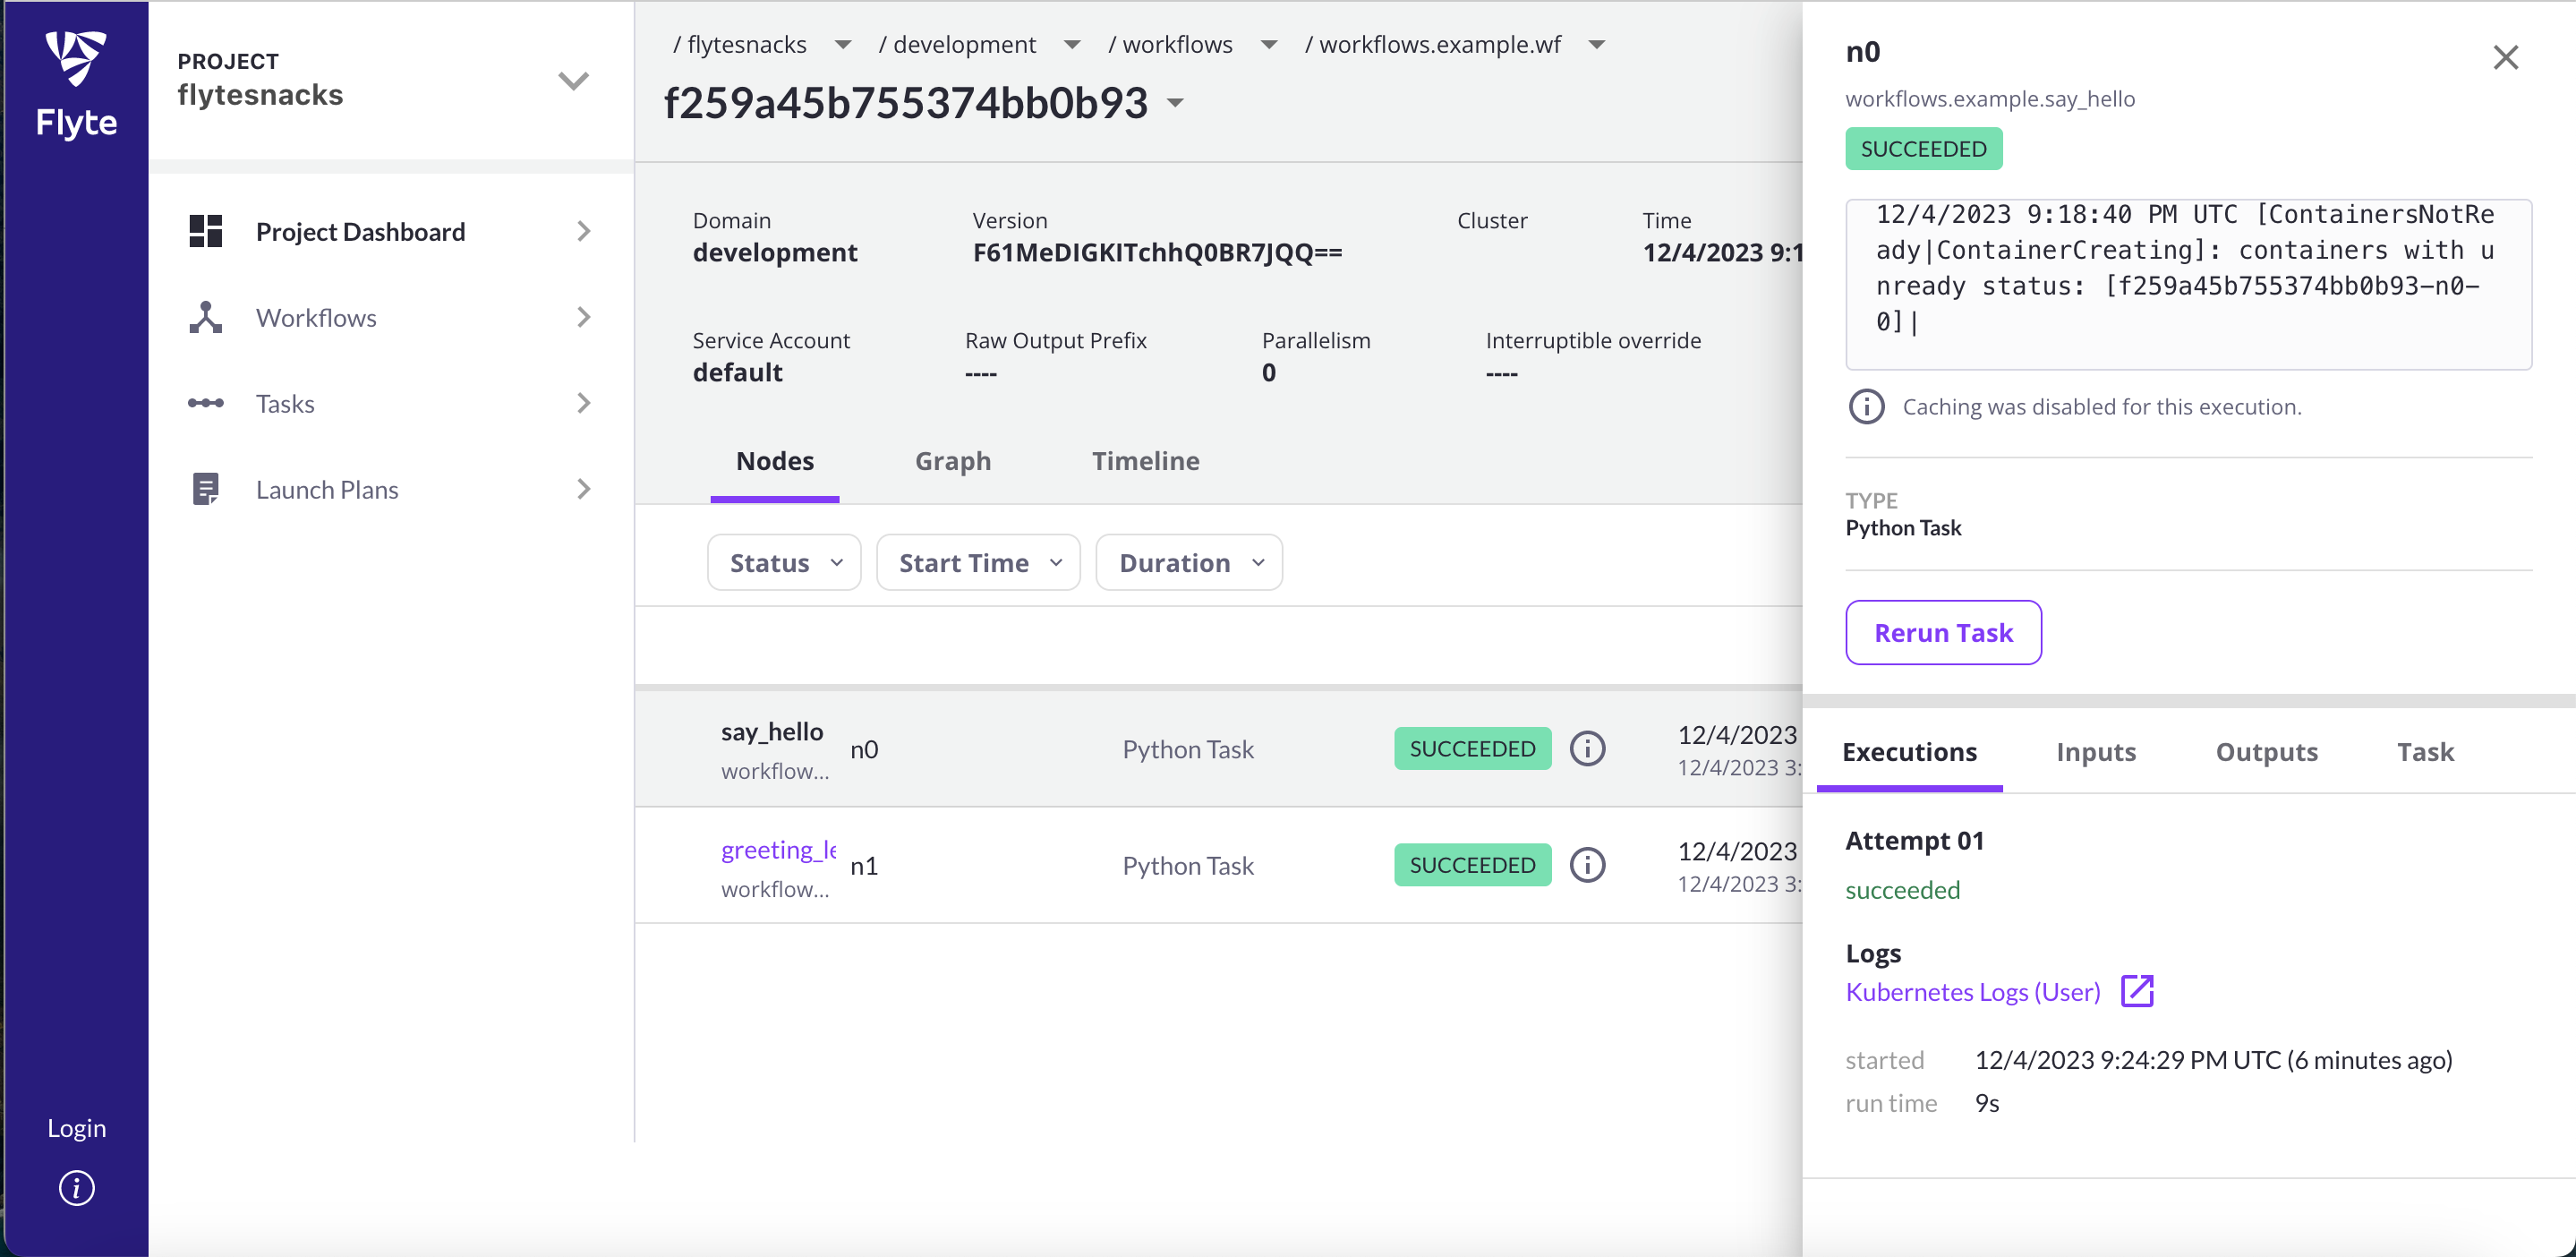 Flyte
PROJECT
flytesnacks
Project Dashboard
Workflows
Tasks
Launch Plans
Login
/ flytesnacks / development / workflows / workflows.example.wf
f259a45b755374bb0b93
Domain Version Cluster Time
development F61MeDIGKITchhQ0BR7JQQ== 12/4/2023 9:1
Service Account Raw Output Prefix Parallelism Interruptible override
default ---- 0 ----
Nodes Graph Timeline
Status Start Time Duration
say_hello n0 Python Task SUCCEEDED 12/4/2023
workflow... 12/4/2023 3:
greeting_le n1 Python Task SUCCEEDED 12/4/2023
workflow... 12/4/2023 3:
n0
workflows.example.say_hello
SUCCEEDED
12/4/2023 9:18:40 PM UTC [ContainersNotRe
ady|ContainerCreating]: containers with u
nready status: [f259a45b755374bb0b93-n0-
0]|
Caching was disabled for this execution.
TYPE
Python Task
Rerun Task
Executions Inputs Outputs Task
Attempt 01
succeeded
Logs
Kubernetes Logs (User)
started 12/4/2023 9:24:29 PM UTC (6 minutes ago)
run time 9s